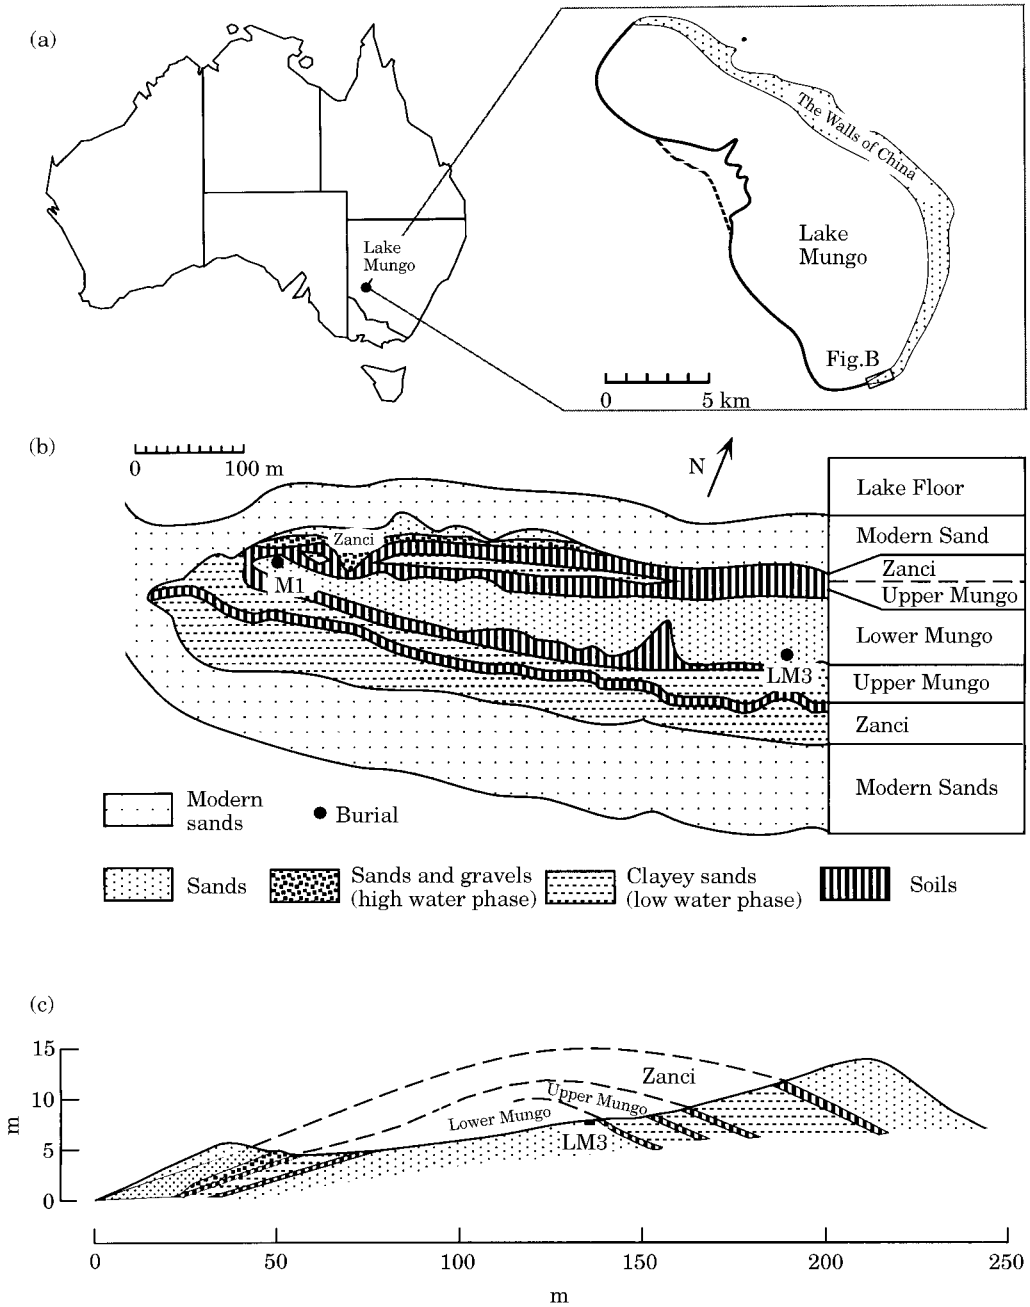 (a)
Lake
Mungo
The Walls of China
Lake
Mungo
Fig.B
0 5 km
(b)
0 100 m
N
Zanci
M1
LM3
Lake Floor
Modern Sand
Zanci
Upper Mungo
Lower Mungo
Upper Mungo
Zanci
Modern Sands
Modern
sands
Burial
Sands
Sands and gravels
(high water phase)
Clayey sands
(low water phase)
Soils
(c)
15
10
5
0
m
Zanci
Upper Mungo
Lower Mungo
LM3
0 50 100 150 200 250
m